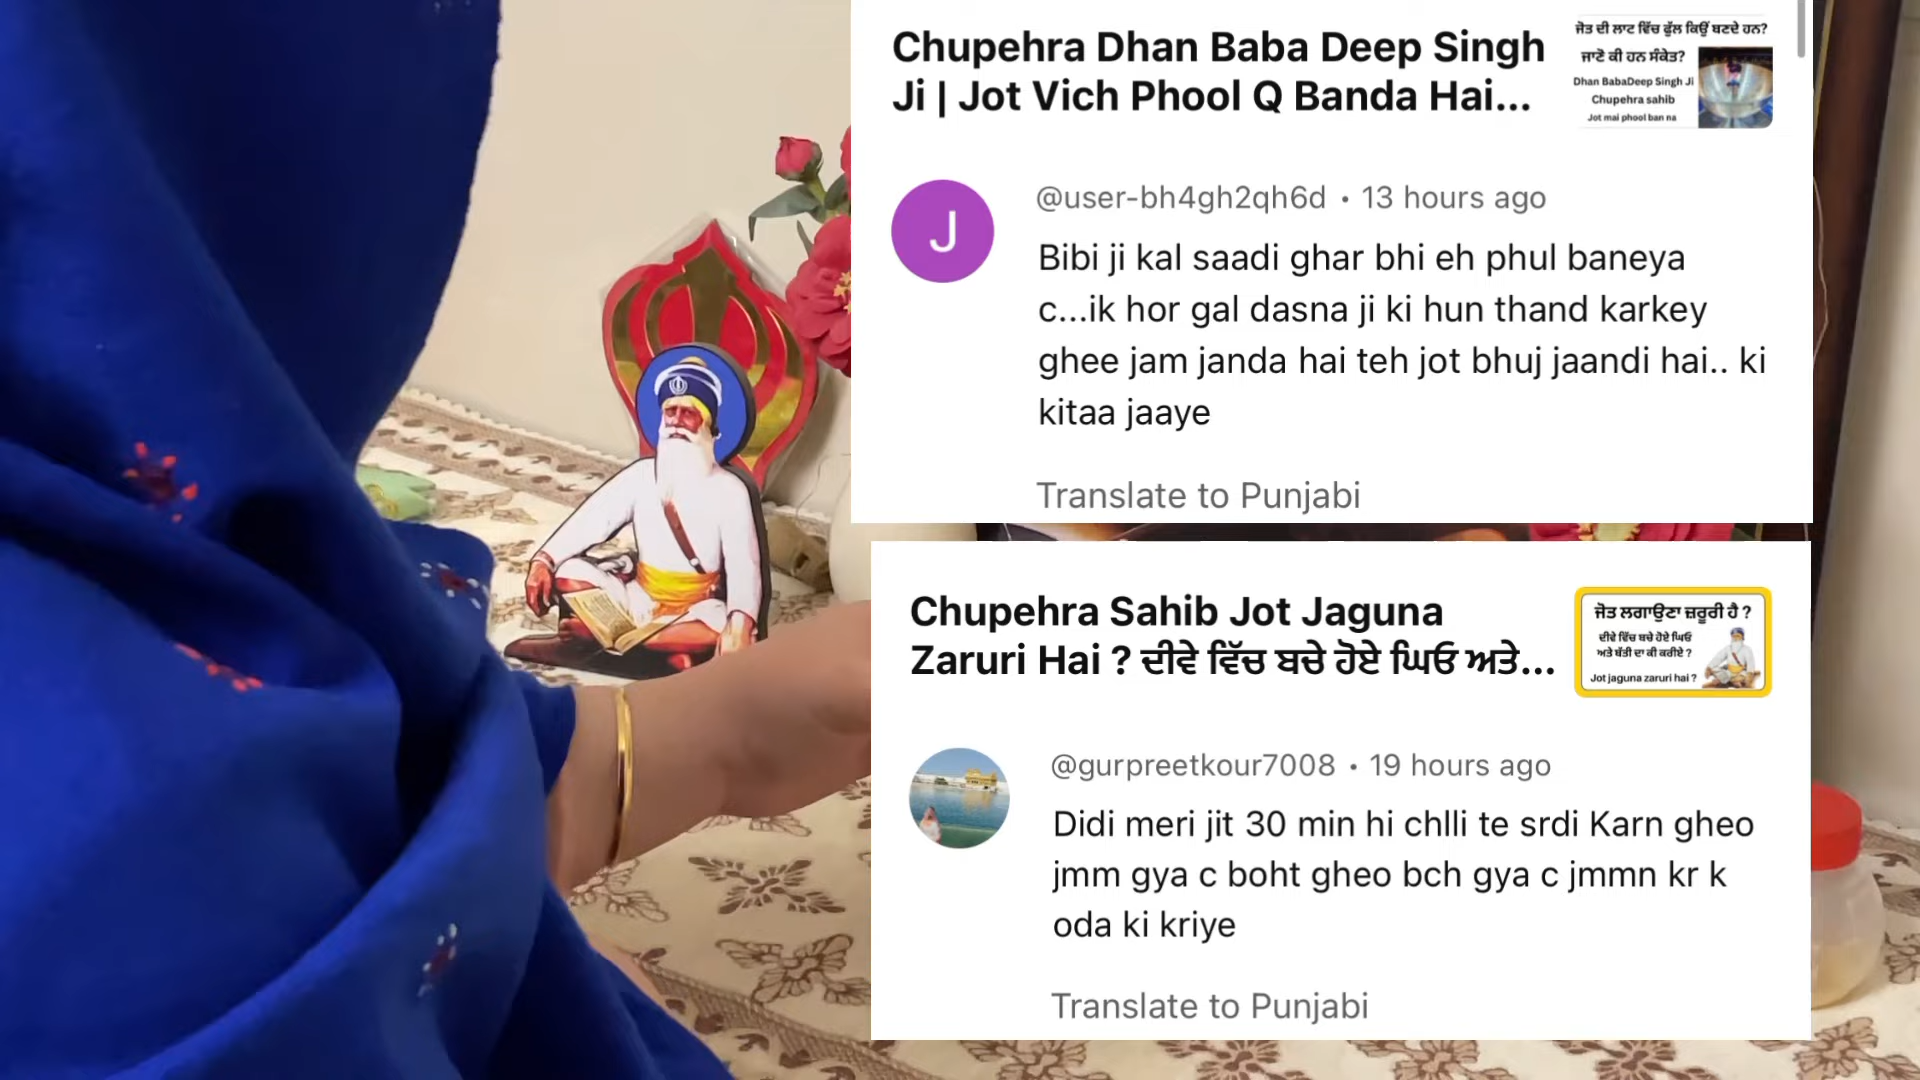 Chupehra Dhan Baba Deep Singh
Ji | Jot Vich Phool Q Banda Hai...
ਜੋਤ ਦੀ ਲਾਟ ਵਿੱਚ ਫੁੱਲ ਕਿਉਂ ਬਣਦੇ ਹਨ?
ਜਾਣੋ ਕੀ ਹਨ ਸੰਕੇਤ?
Dhan BabaDeep Singh Ji
Chupehra sahib
Jot mai phool ban na
J
@user-bh4gh2qh6d • 13 hours ago
Bibi ji kal saadi ghar bhi eh phul baneya
c...ik hor gal dasna ji ki hun thand karkey
ghee jam janda hai teh jot bhuj jaandi hai.. ki
kitaa jaaye
Translate to Punjabi
Chupehra Sahib Jot Jaguna
Zaruri Hai ? ਦੀਵੇ ਵਿੱਚ ਬਚੇ ਹੋਏ ਘਿਓ ਅਤੇ...
ਜੋਤ ਲਗਾਉਣਾ ਜ਼ਰੂਰੀ ਹੈ ?
ਦੀਵੇ ਵਿੱਚ ਬਚੇ ਹੋਏ ਘਿਓ
ਅਤੇ ਬੱਤੀ ਦਾ ਕੀ ਕਰੀਏ ?
Jot jaguna zaruri hai ?
@gurpreetkour7008 • 19 hours ago
Didi meri jit 30 min hi chlli te srdi Karn gheo
jmm gya c boht gheo bch gya c jmmn kr k
oda ki kriye
Translate to Punjabi